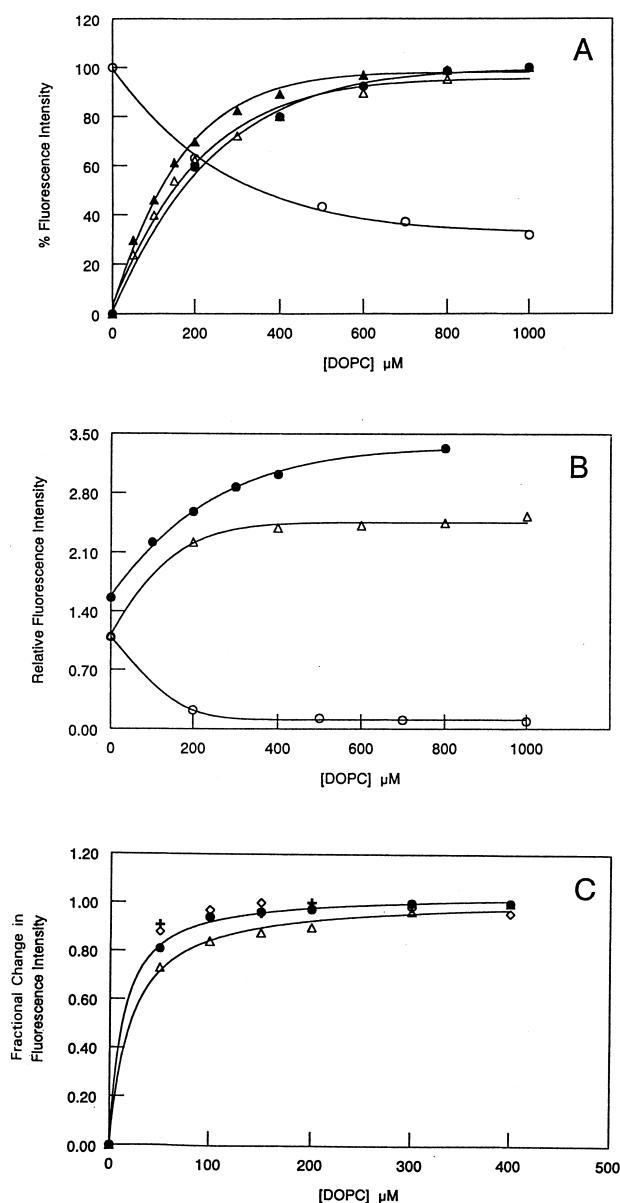 120
100
80
60
40
20
0
% Fluorescence Intensity
A
0 200 400 600 800 1000
[DOPC] µM
3.50
2.80
2.10
1.40
0.70
0.00
Relative Fluorescence Intensity
B
0 200 400 600 800 1000
[DOPC] µM
1.20
1.00
0.80
0.60
0.40
0.20
0.00
Fractional Change in
Fluorescence Intensity
C
0 100 200 300 400 500
[DOPC] µM